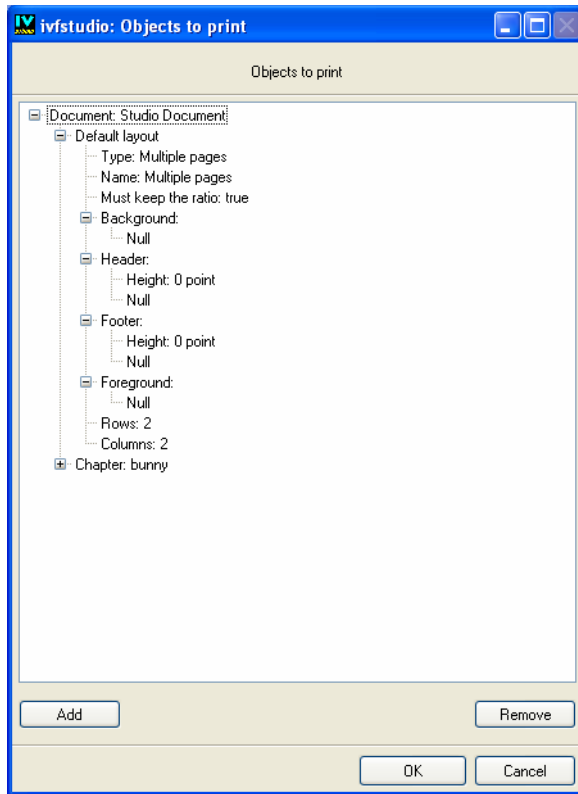 IV
ivfstudio: Objects to print
Objects to print
Document: Studio Document
Default layout
Type: Multiple pages
Name: Multiple pages
Must keep the ratio: true
Background:
Null
Header:
Height: 0 point
Null
Footer:
Height: 0 point
Null
Foreground:
Null
Rows: 2
Columns: 2
Chapter: bunny
Add
Remove
OK
Cancel